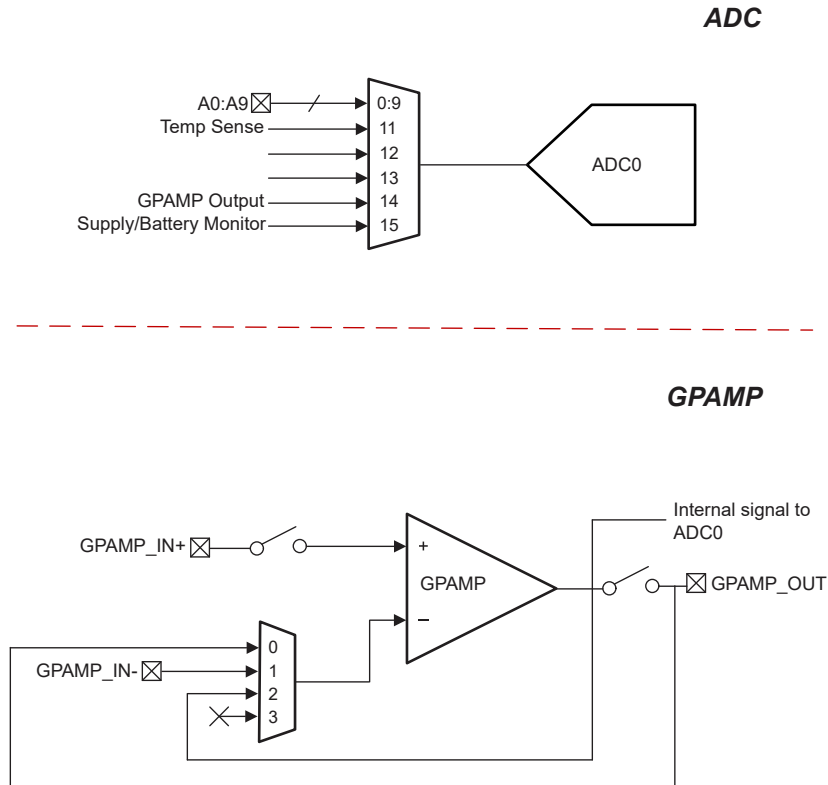 ADC
A0:A9
0:9
Temp Sense
11
12
13
GPAMP Output
14
Supply/Battery Monitor
15
ADC0
GPAMP
Internal signal to
ADC0
GPAMP_IN+
+
GPAMP
GPAMP_OUT
−
0
GPAMP_IN-
1
2
3